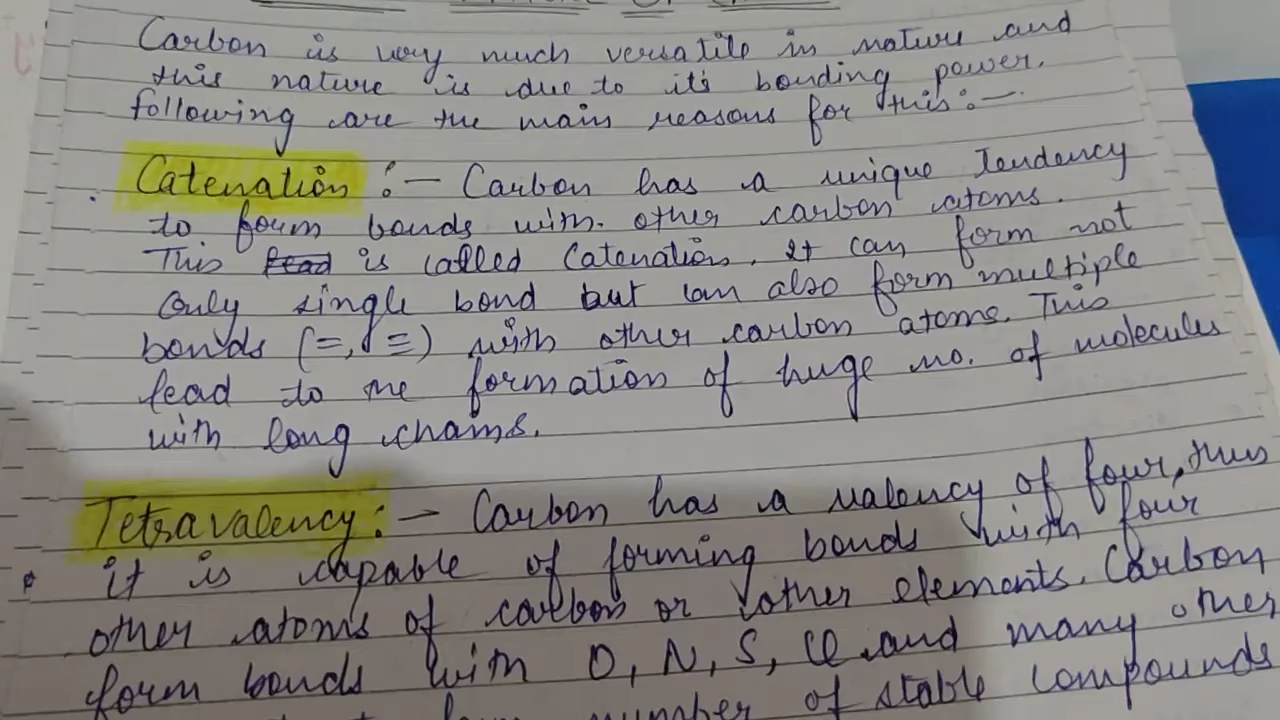 Carbon is very much versatile in nature and
this nature is due to it's bonding power.
following are the main reasons for this :-
Catenation :- Carbon has a unique Tendency
to form bonds with other carbon atoms.
This lead is called Catenation. It can form not
only single bond but can also form multiple
bonds (=, ≡) with other carbon atoms. This
lead to the formation of huge no. of molecules
with long chains.
Tetravalency :- Carbon has a valency of four, thus
it is capable of forming bonds with four
other atoms of carbon or other elements. Carbon
form bonds with O, N, S, Cl and many other
number of stable compounds